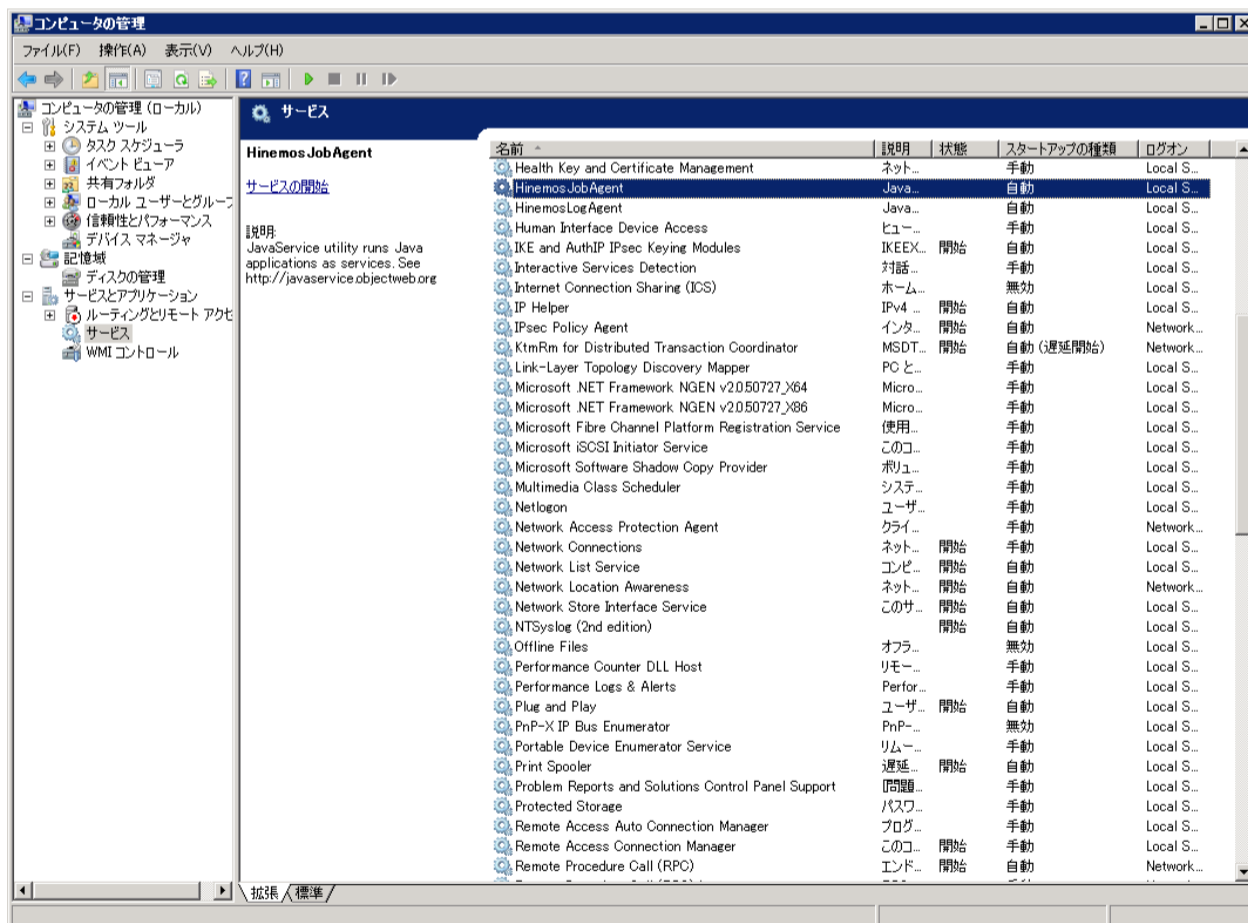 コンピュータの管理
ファイル(F) 操作(A) 表示(V) ヘルプ(H)
コンピュータの管理 (ローカル)
システム ツール
タスク スケジューラ
イベント ビューア
共有フォルダ
ローカル ユーザーとグルー
信頼性とパフォーマンス
デバイス マネージャ
記憶域
ディスクの管理
サービスとアプリケーション
ルーティングとリモート アクセ
サービス
WMI コントロール
サービス
HinemosJobAgent
サービスの開始
説明:
JavaService utility runs Java
applications as services. See
http://javaservice.objectweb.org
名前 説明 状態 スタートアップの種類 ログオン
Health Key and Certificate Management ネット... 手動 Local S...
HinemosJobAgent Java... 自動 Local S...
HinemosLogAgent Java... 自動 Local S...
Human Interface Device Access ヒュー... 手動 Local S...
IKE and AuthIP IPsec Keying Modules IKEEX... 開始 自動 Local S...
Interactive Services Detection 対話... 手動 Local S...
Internet Connection Sharing (ICS) ホーム... 無効 Local S...
IP Helper IPv4 ... 開始 自動 Local S...
IPsec Policy Agent インタ... 開始 自動 Network...
KtmRm for Distributed Transaction Coordinator MSDT... 開始 自動 (遅延開始) Network...
Link-Layer Topology Discovery Mapper PC と... 手動 Local S...
Microsoft .NET Framework NGEN v2.0.50727_X64 Micro... 手動 Local S...
Microsoft .NET Framework NGEN v2.0.50727_X86 Micro... 手動 Local S...
Microsoft Fibre Channel Platform Registration Service 使用... 手動 Local S...
Microsoft iSCSI Initiator Service このコ... 手動 Local S...
Microsoft Software Shadow Copy Provider ボリュ... 手動 Local S...
Multimedia Class Scheduler システ... 手動 Local S...
Netlogon ユーザ... 手動 Local S...
Network Access Protection Agent クライ... 手動 Network...
Network Connections ネット... 開始 手動 Local S...
Network List Service コンピ... 開始 自動 Local S...
Network Location Awareness ネット... 開始 自動 Network...
Network Store Interface Service このサ... 開始 自動 Local S...
NTSyslog (2nd edition) 開始 自動 Local S...
Offline Files オフラ... 無効 Local S...
Performance Counter DLL Host リモー... 手動 Local S...
Performance Logs & Alerts Perfor... 手動 Local S...
Plug and Play ユーザ... 開始 自動 Local S...
PnP-X IP Bus Enumerator PnP-... 無効 Local S...
Portable Device Enumerator Service リムー... 手動 Local S...
Print Spooler 遅延... 開始 自動 Local S...
Problem Reports and Solutions Control Panel Support 問題... 手動 Local S...
Protected Storage パスワ... 手動 Local S...
Remote Access Auto Connection Manager プログ... 手動 Local S...
Remote Access Connection Manager このコ... 開始 手動 Local S...
Remote Procedure Call (RPC) エンド... 開始 自動 Network...
拡張 標準